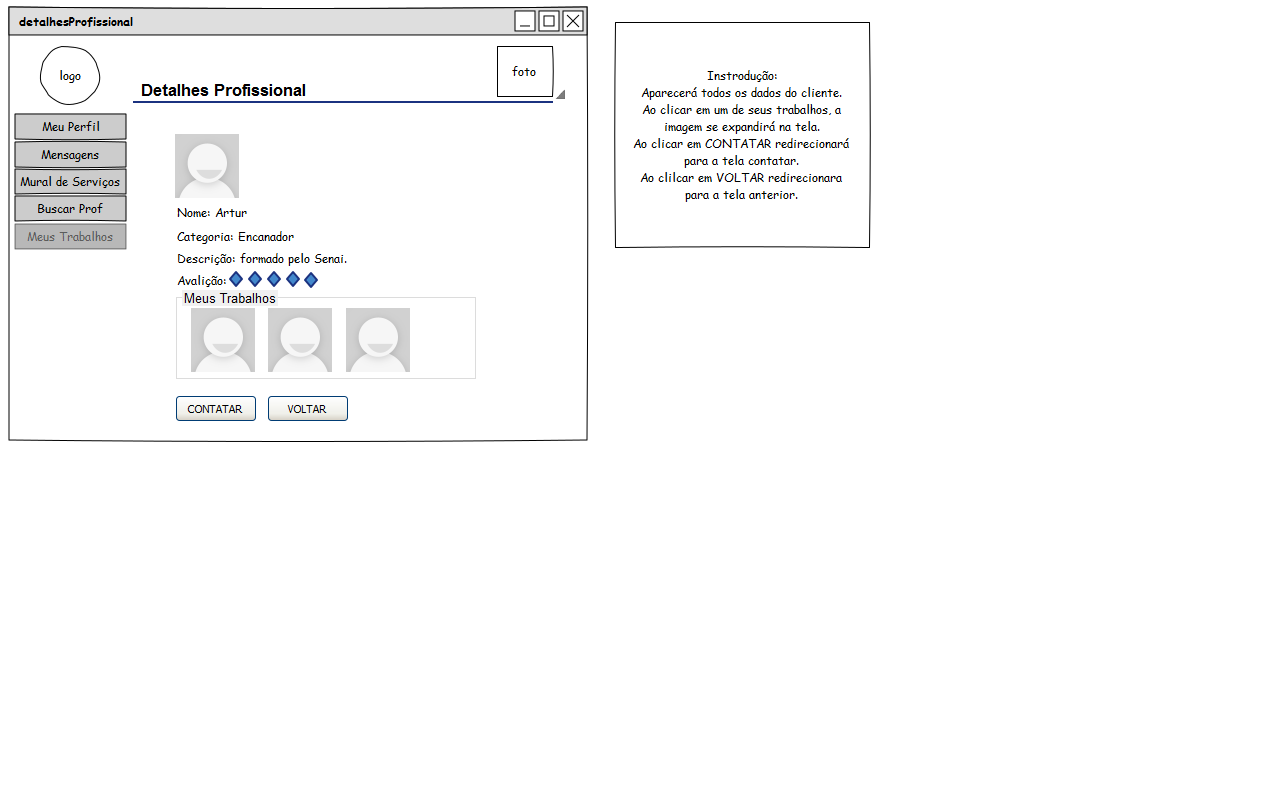 detalhesProfissional
logo
foto
Detalhes Profissional
Meu Perfil
Mensagens
Mural de Serviços
Buscar Prof
Meus Trabalhos
Nome: Artur
Categoria: Encanador
Descrição: formado pelo Senai.
Avalição:
Meus Trabalhos
CONTATAR
VOLTAR
Instrodução:
Aparecerá todos os dados do cliente.
Ao clicar em um de seus trabalhos, a
imagem se expandirá na tela.
Ao clicar em CONTATAR redirecionará
para a tela contatar.
Ao clilcar em VOLTAR redirecionara
para a tela anterior.